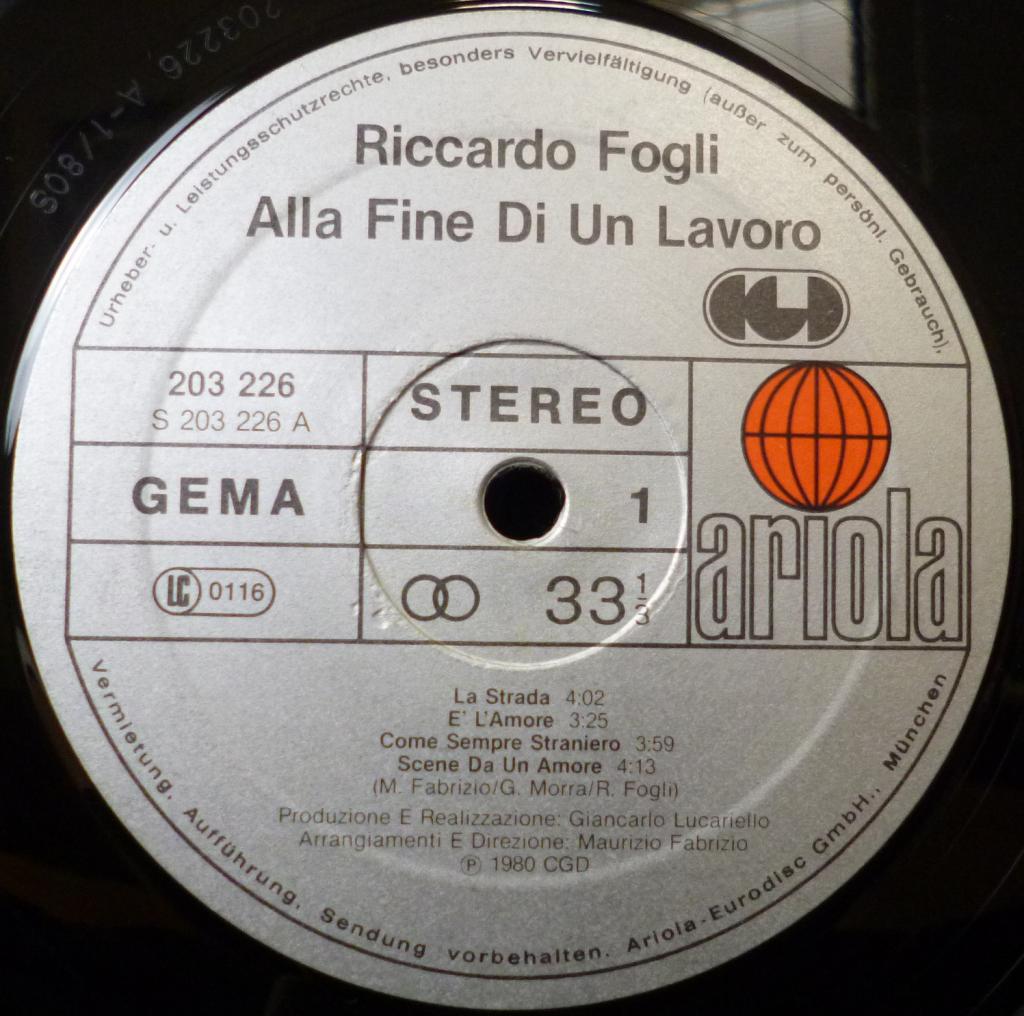 203226, A-1/80S
Urheber- u. Leistungsschutzrechte, besonders Vervielfältigung (außer zum persönl. Gebrauch),
Riccardo Fogli
Alla Fine Di Un Lavoro
203 226
S 203 226 A
STEREO
GEMA
1
LC 0116
33 1/3
ariola
La Strada 4:02
E' L'Amore 3:25
Come Sempre Straniero 3:59
Scene Da Un Amore 4:13
(M. Fabrizio/G. Morra/R. Fogli)
Produzione E Realizzazione: Giancarlo Lucariello
Arrangiamenti E Direzione: Maurizio Fabrizio
Ⓟ 1980 CGD
Vermietung, Aufführung, Sendung vorbehalten. Ariola-Eurodisc GmbH., München